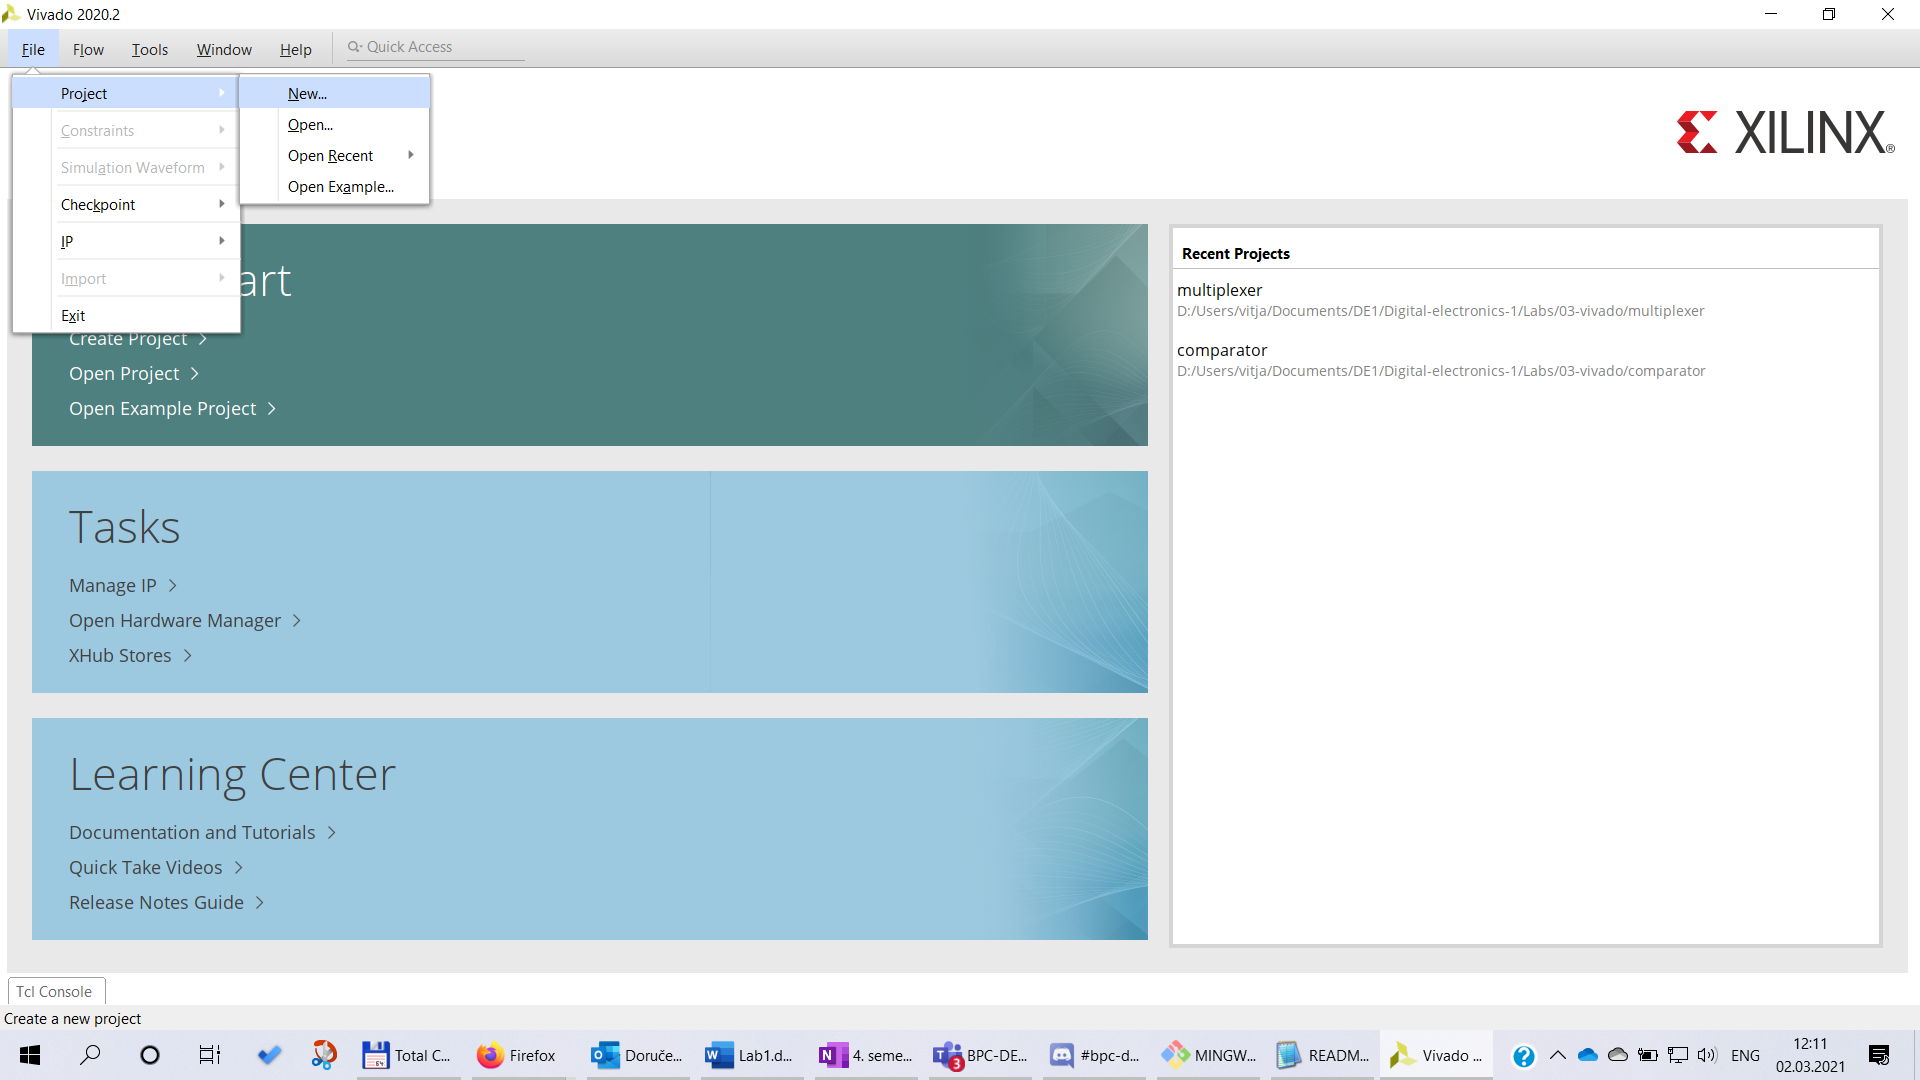 Vivado 2020.2
File Flow Tools Window Help Quick Access
Project
Constraints
Simulation Waveform
Checkpoint
IP
Import
Exit
New...
Open...
Open Recent
Open Example...
XILINX®
art
Create Project
Open Project
Open Example Project
Tasks
Manage IP
Open Hardware Manager
XHub Stores
Learning Center
Documentation and Tutorials
Quick Take Videos
Release Notes Guide
Recent Projects
multiplexer
D:/Users/vitja/Documents/DE1/Digital-electronics-1/Labs/03-vivado/multiplexer
comparator
D:/Users/vitja/Documents/DE1/Digital-electronics-1/Labs/03-vivado/comparator
Tcl Console
Create a new project
Total C... Firefox Doruče... Lab1.d... 4. seme... BPC-DE... #bpc-d... MINGW... READM... Vivado ... ENG
12:11
02.03.2021